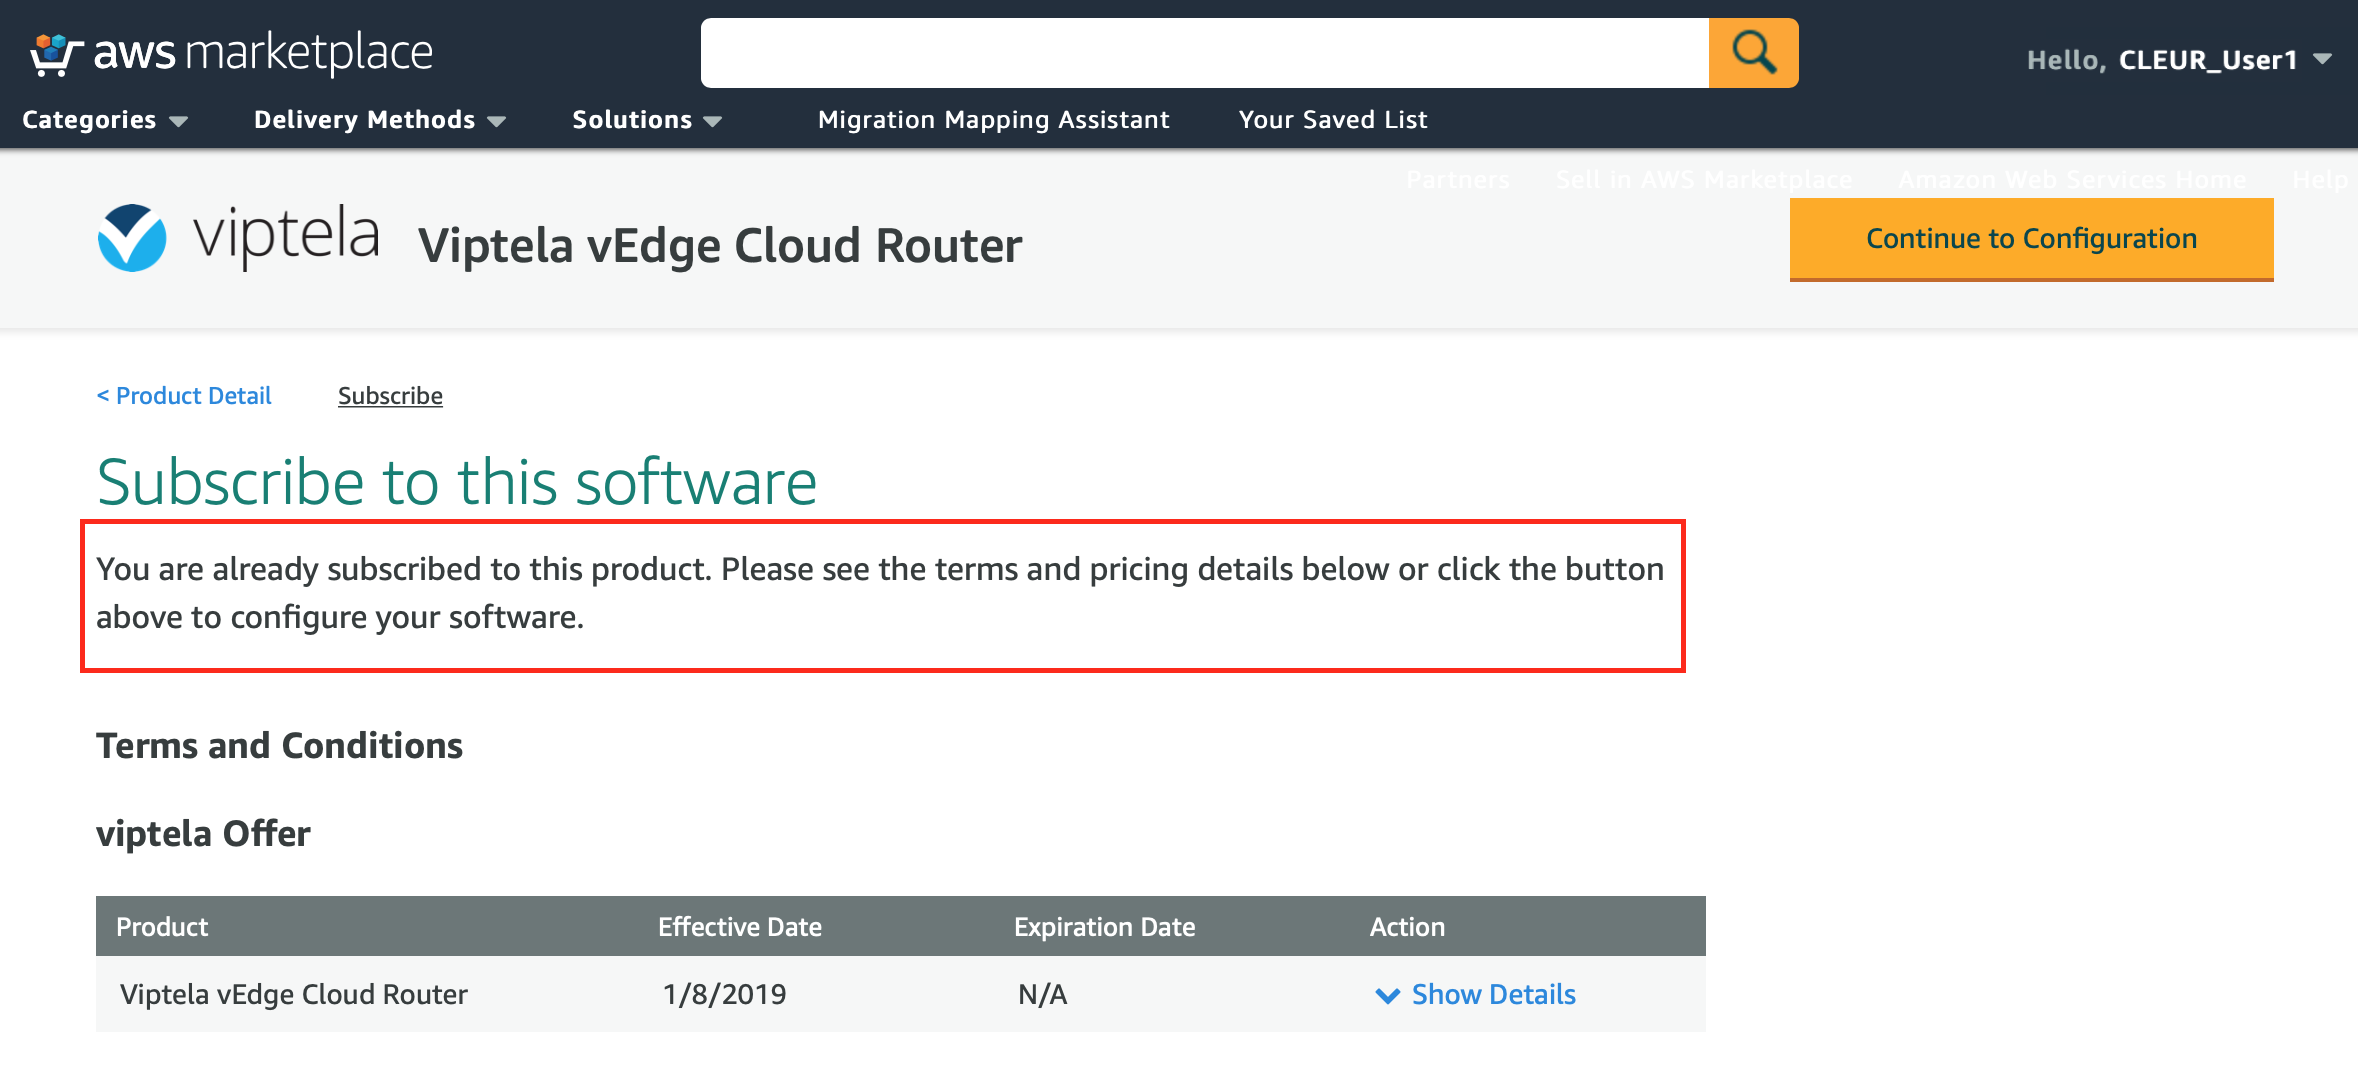 aws marketplace
Hello, CLEUR_User1
Categories Delivery Methods Solutions Migration Mapping Assistant Your Saved List
Partners Sell in AWS Marketplace Amazon Web Services Home Help
viptela Viptela vEdge Cloud Router
Continue to Configuration
< Product Detail Subscribe
Subscribe to this software
You are already subscribed to this product. Please see the terms and pricing details below or click the button
above to configure your software.
Terms and Conditions
viptela Offer
Product Effective Date Expiration Date Action
Viptela vEdge Cloud Router 1/8/2019 N/A Show Details